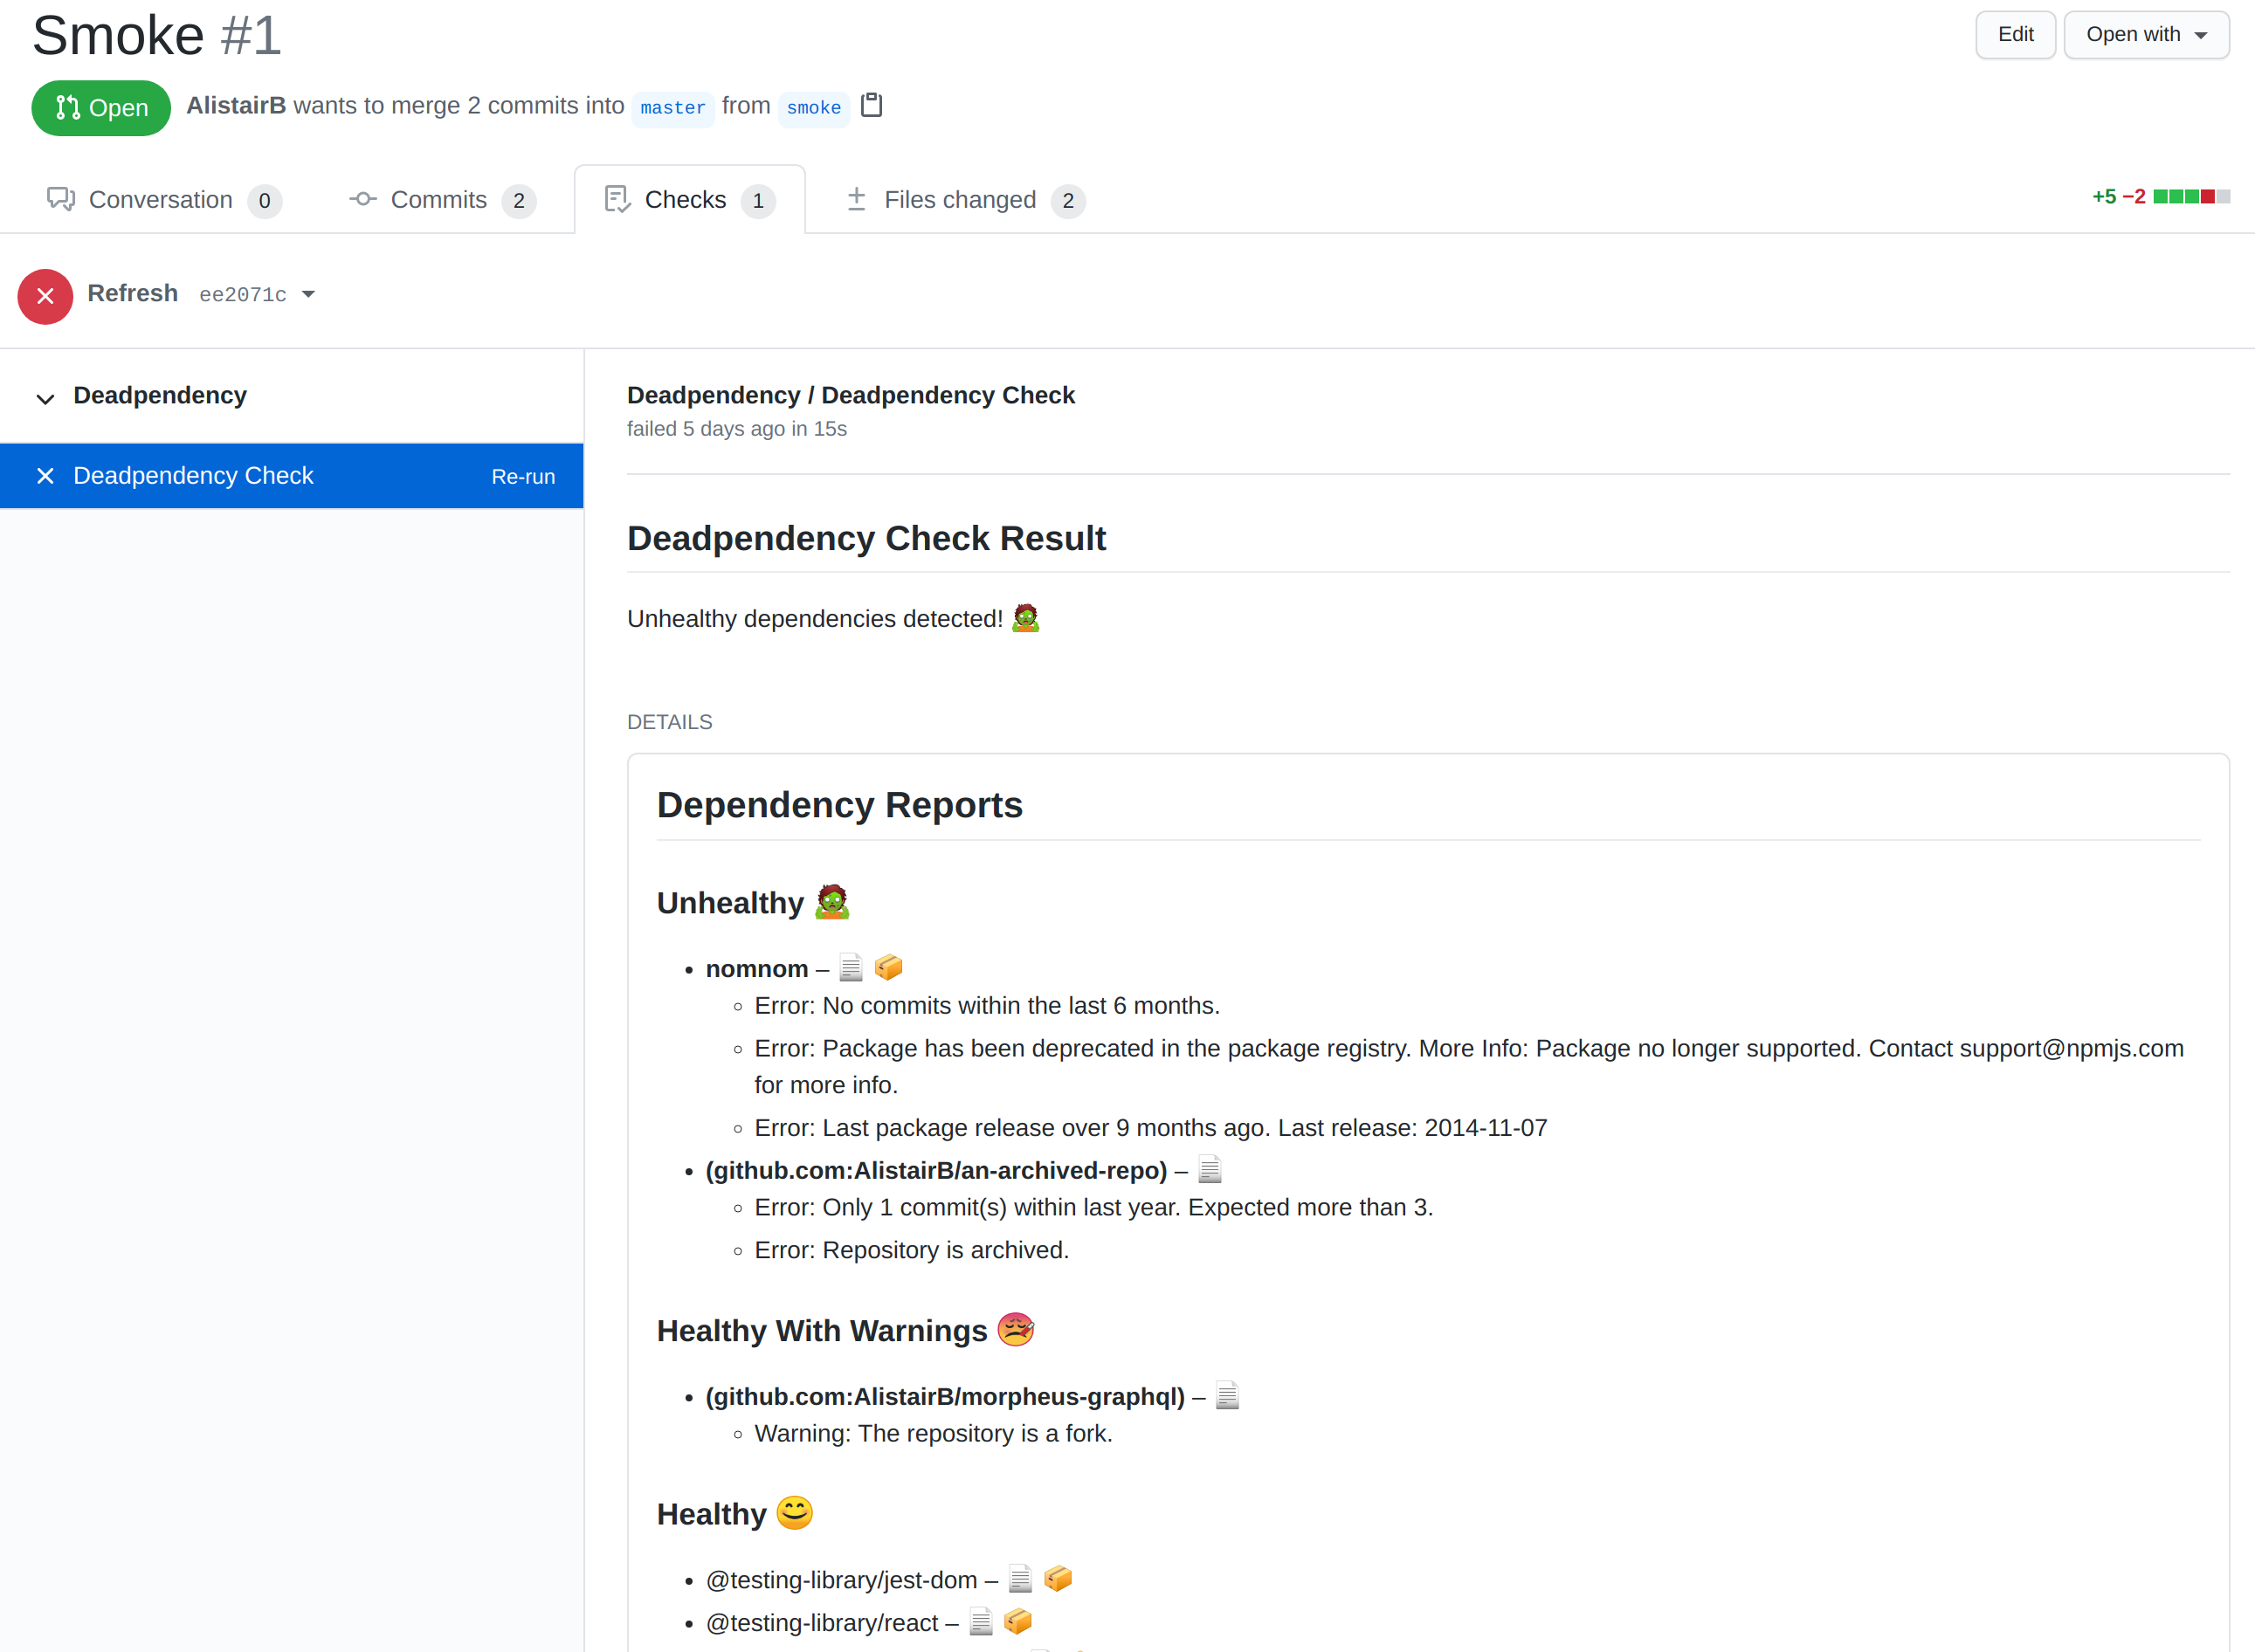 Smoke #1
Edit
Open with
Open
AlistairB wants to merge 2 commits into master from smoke
Conversation 0
Commits 2
Checks 1
Files changed 2
+5 −2
Refresh ee2071c
Deadpendency
Deadpendency Check
Re-run
Deadpendency / Deadpendency Check
failed 5 days ago in 15s
Deadpendency Check Result
Unhealthy dependencies detected! 🧟
DETAILS
Dependency Reports
Unhealthy 🧟
nomnom – 📄 📦
Error: No commits within the last 6 months.
Error: Package has been deprecated in the package registry. More Info: Package no longer supported. Contact support@npmjs.com
for more info.
Error: Last package release over 9 months ago. Last release: 2014-11-07
(github.com:AlistairB/an-archived-repo) – 📄
Error: Only 1 commit(s) within last year. Expected more than 3.
Error: Repository is archived.
Healthy With Warnings 🤒
(github.com:AlistairB/morpheus-graphql) – 📄
Warning: The repository is a fork.
Healthy 😊
@testing-library/jest-dom – 📄 📦
@testing-library/react – 📄 📦